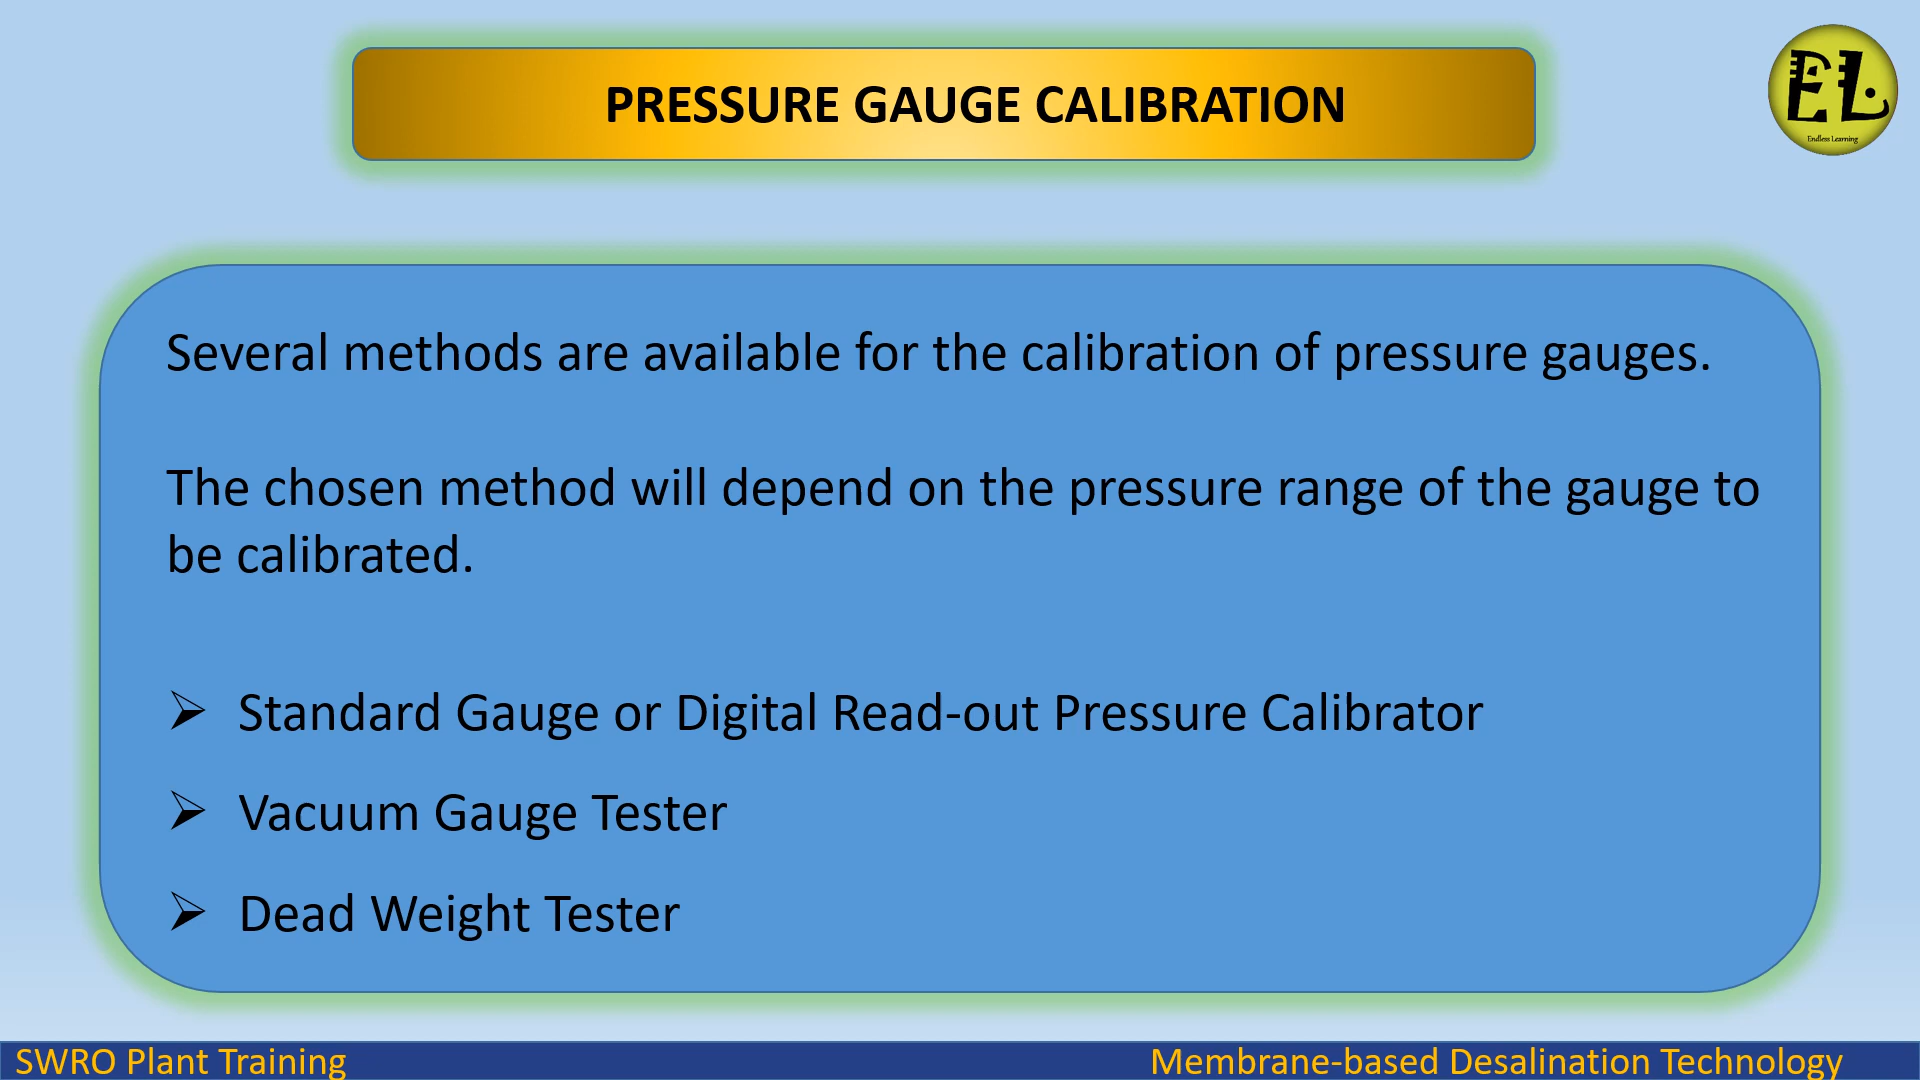 PRESSURE GAUGE CALIBRATION
EL
Endless Learning
Several methods are available for the calibration of pressure gauges.
The chosen method will depend on the pressure range of the gauge to
be calibrated.
Standard Gauge or Digital Read-out Pressure Calibrator
Vacuum Gauge Tester
Dead Weight Tester
SWRO Plant Training
Membrane-based Desalination Technology